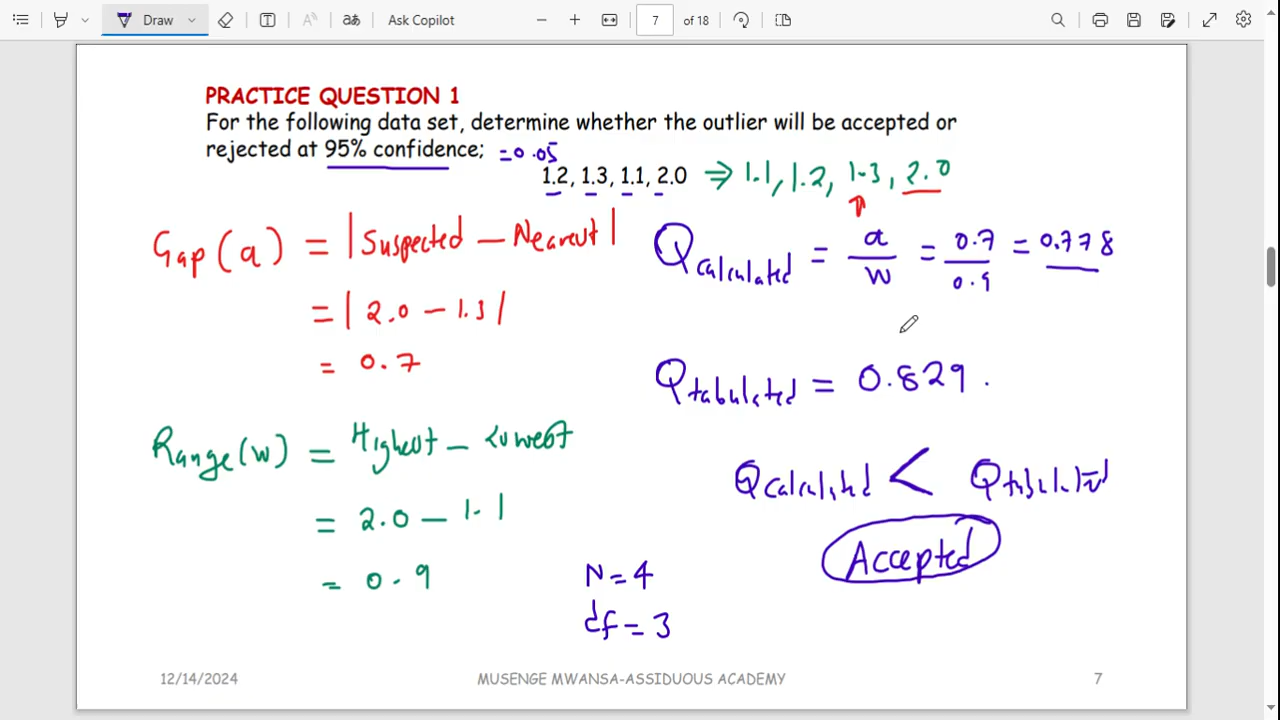 Draw
Ask Copilot
7 of 18
PRACTICE QUESTION 1
For the following data set, determine whether the outlier will be accepted or
rejected at 95% confidence; =0.05
1.2, 1.3, 1.1, 2.0 ⇒ 1.1, 1.2, 1.3, 2.0
Gap(a) = |Suspected - Nearest|
= |2.0 - 1.3|
= 0.7
Range(w) = Highest - Lowest
= 2.0 - 1.1
= 0.9
Qcalculated = a/w = 0.7/0.9 = 0.778
Qtabulated = 0.829.
Qcalculated < Qtabulated
Accepted
N = 4
df = 3
12/14/2024
MUSENGE MWANSA-ASSIDUOUS ACADEMY
7